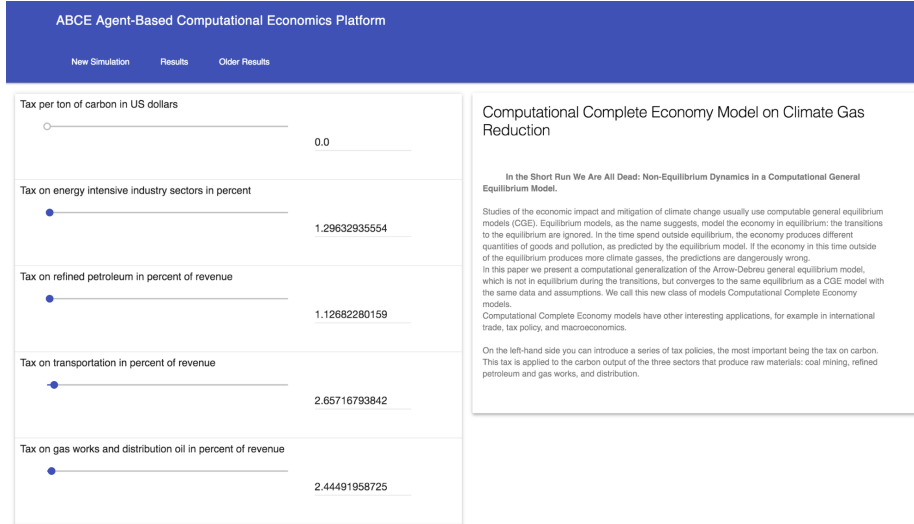 ABCE Agent-Based Computational Economics Platform
New Simulation Results Older Results
Tax per ton of carbon in US dollars
0.0
Tax on energy intensive industry sectors in percent
1.29632935554
Tax on refined petroleum in percent of revenue
1.12682280159
Tax on transportation in percent of revenue
2.65716793842
Tax on gas works and distribution oil in percent of revenue
2.44491958725
Computational Complete Economy Model on Climate Gas
Reduction
In the Short Run We Are All Dead: Non-Equilibrium Dynamics in a Computational General
Equilibrium Model.
Studies of the economic impact and mitigation of climate change usually use computable general equilibrium
models (CGE). Equilibrium models, as the name suggests, model the economy in equilibrium: the transitions
to the equilibrium are ignored. In the time spend outside equilibrium, the economy produces different
quantities of goods and pollution, as predicted by the equilibrium model. If the economy in this time outside
of the equilibrium produces more climate gasses, the predictions are dangerously wrong.
In this paper we present a computational generalization of the Arrow-Debreu general equilibrium model,
which is not in equilibrium during the transitions, but converges to the same equilibrium as a CGE model with
the same data and assumptions. We call this new class of models Computational Complete Economy
models.
Computational Complete Economy models have other interesting applications, for example in international
trade, tax policy, and macroeconomics.
On the left-hand side you can introduce a series of tax policies, the most important being the tax on carbon.
This tax is applied to the carbon output of the three sectors that produce raw materials: coal mining, refined
petroleum and gas works, and distribution.